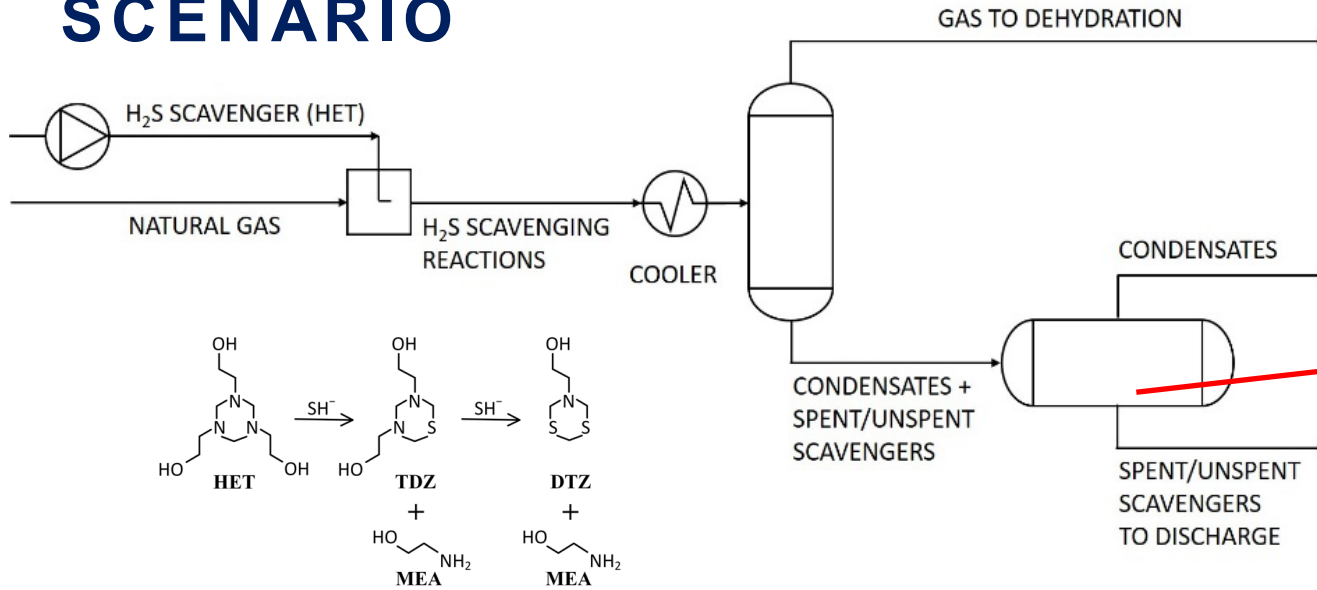 SCENARIO
GAS TO DEHYDRATION
H₂S SCAVENGER (HET)
NATURAL GAS
H₂S SCAVENGING
REACTIONS
COOLER
CONDENSATES
CONDENSATES +
SPENT/UNSPENT
SCAVENGERS
SPENT/UNSPENT
SCAVENGERS
TO DISCHARGE
OH
N
N
N
HO
OH
HET
SH⁻
OH
N
N
S
HO
TDZ
+
HO
NH₂
MEA
SH⁻
OH
N
S
S
DTZ
+
HO
NH₂
MEA